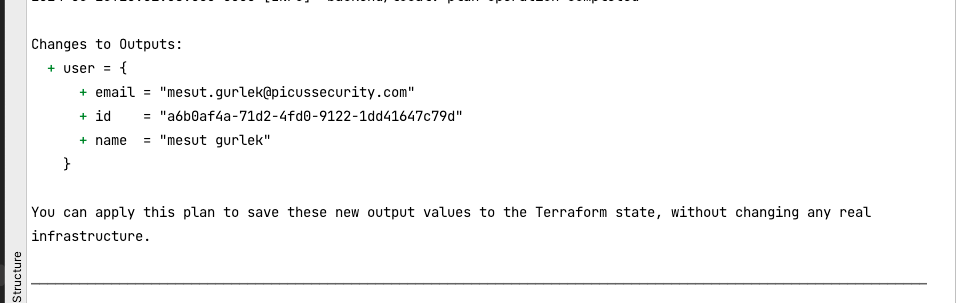 Changes to Outputs:
+ user = {
+ email = "mesut.gurlek@picussecurity.com"
+ id = "a6b0af4a-71d2-4fd0-9122-1dd41647c79d"
+ name = "mesut gurlek"
}
You can apply this plan to save these new output values to the Terraform state, without changing any real
infrastructure.
Structure